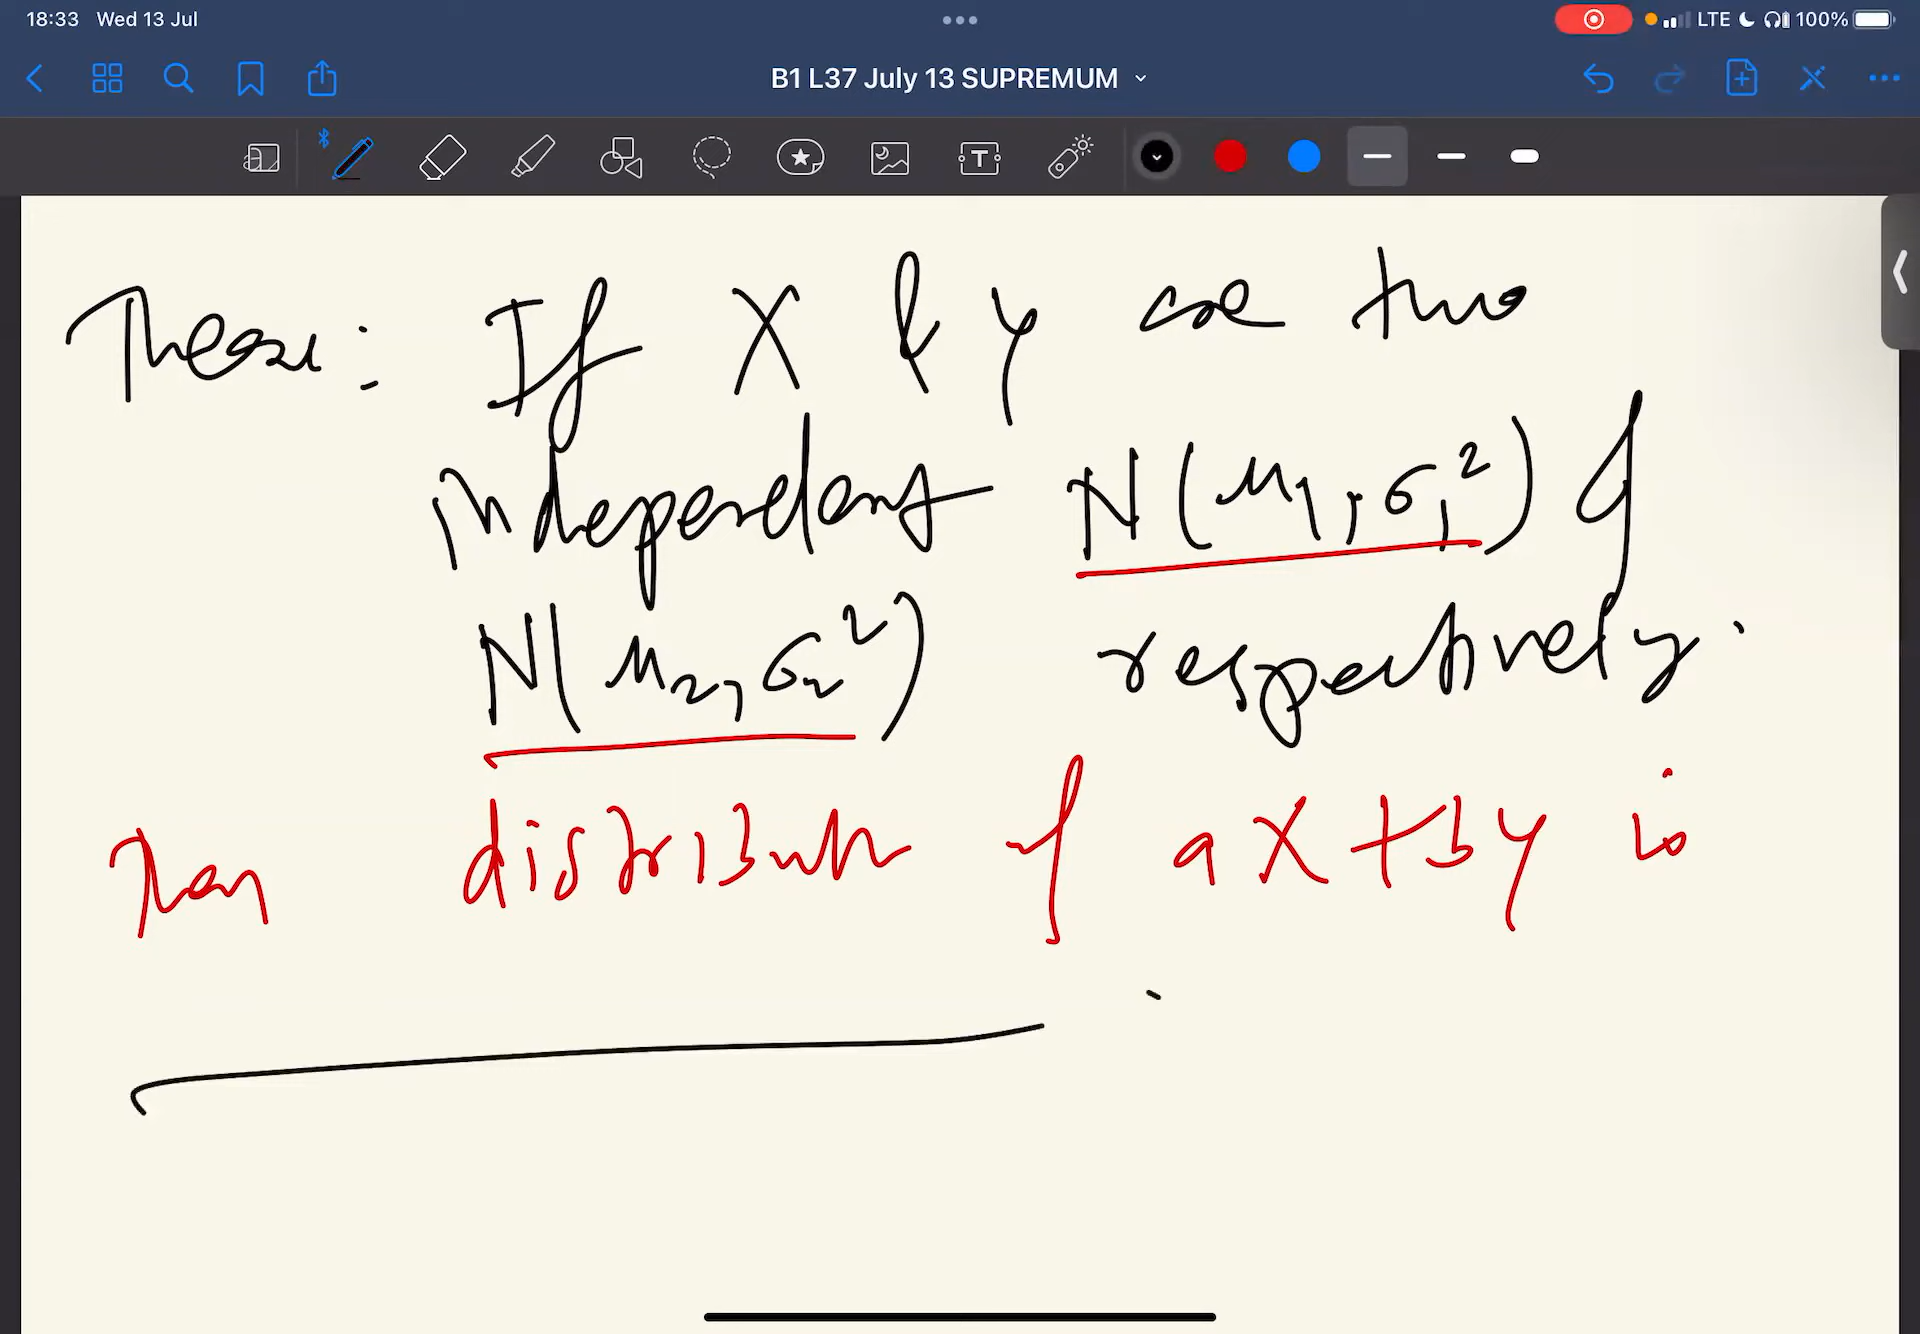 18:33 Wed 13 Jul
LTE 100%
B1 L37 July 13 SUPREMUM
T
Theore: If X & Y are two
independent N(μ₁, σ₁²) &
N(μ₂, σ₂²) respectively.
Then distribution of aX + bY is